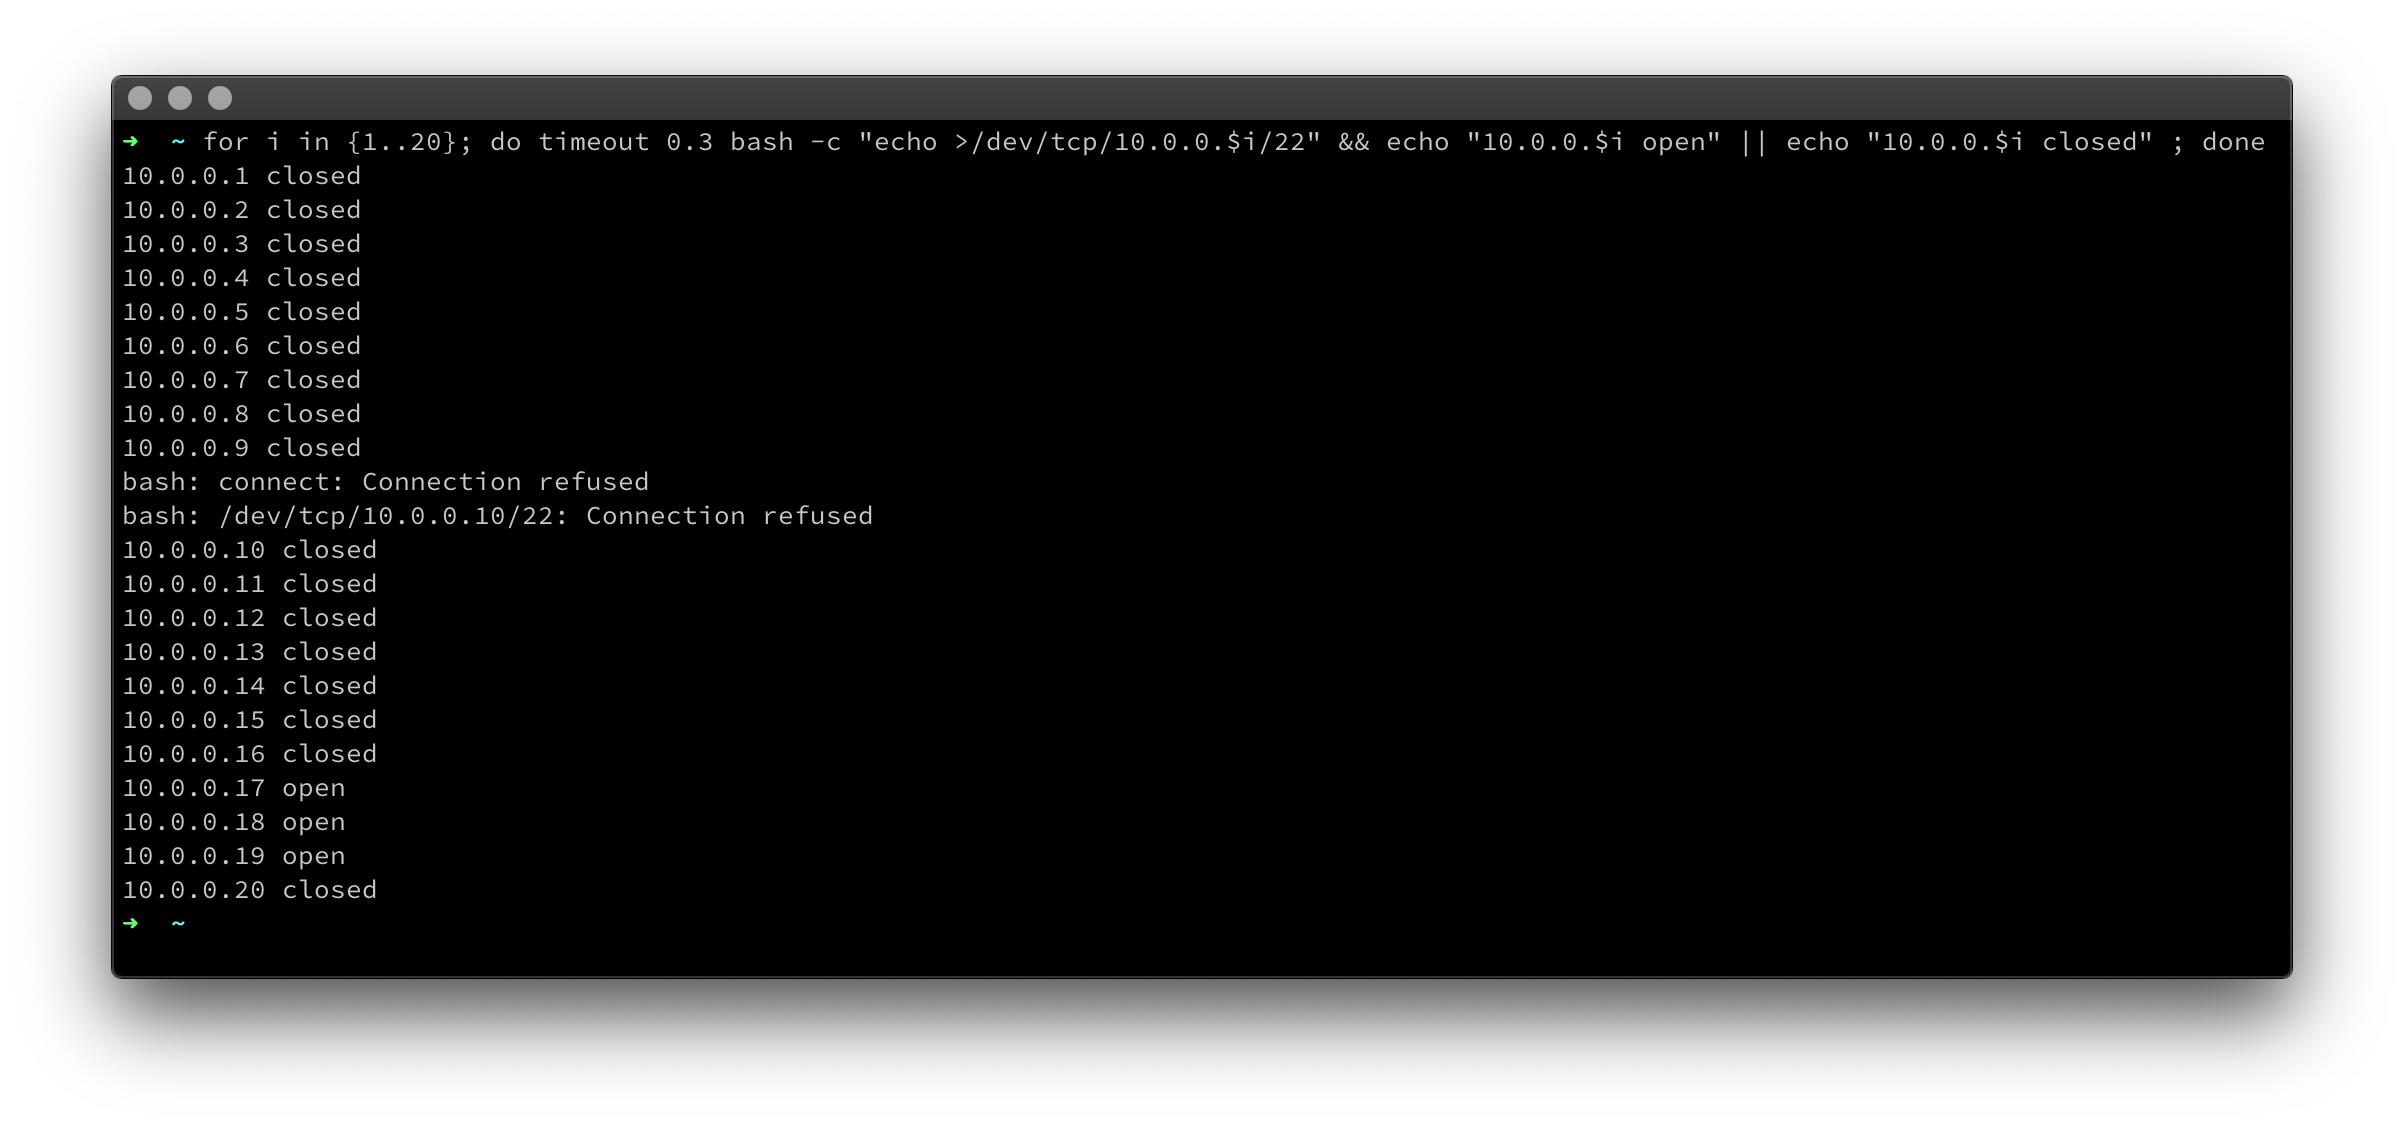 ➜  ~ for i in {1..20}; do timeout 0.3 bash -c "echo >/dev/tcp/10.0.0.$i/22" && echo "10.0.0.$i open" || echo "10.0.0.$i closed" ; done
10.0.0.1 closed
10.0.0.2 closed
10.0.0.3 closed
10.0.0.4 closed
10.0.0.5 closed
10.0.0.6 closed
10.0.0.7 closed
10.0.0.8 closed
10.0.0.9 closed
bash: connect: Connection refused
bash: /dev/tcp/10.0.0.10/22: Connection refused
10.0.0.10 closed
10.0.0.11 closed
10.0.0.12 closed
10.0.0.13 closed
10.0.0.14 closed
10.0.0.15 closed
10.0.0.16 closed
10.0.0.17 open
10.0.0.18 open
10.0.0.19 open
10.0.0.20 closed
➜  ~